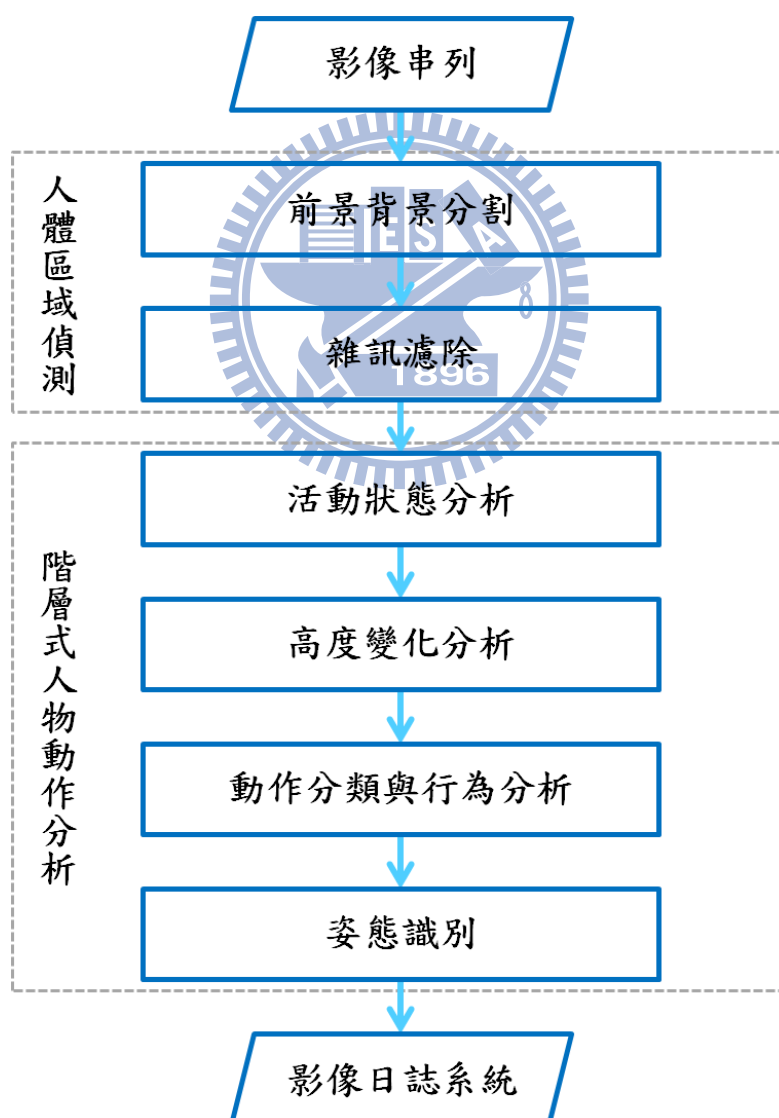 影像串列
人體區域偵測
前景背景分割
ESA
雜訊濾除
1896
階層式人物動作分析
活動狀態分析
高度變化分析
動作分類與行為分析
姿態識別
影像日誌系統